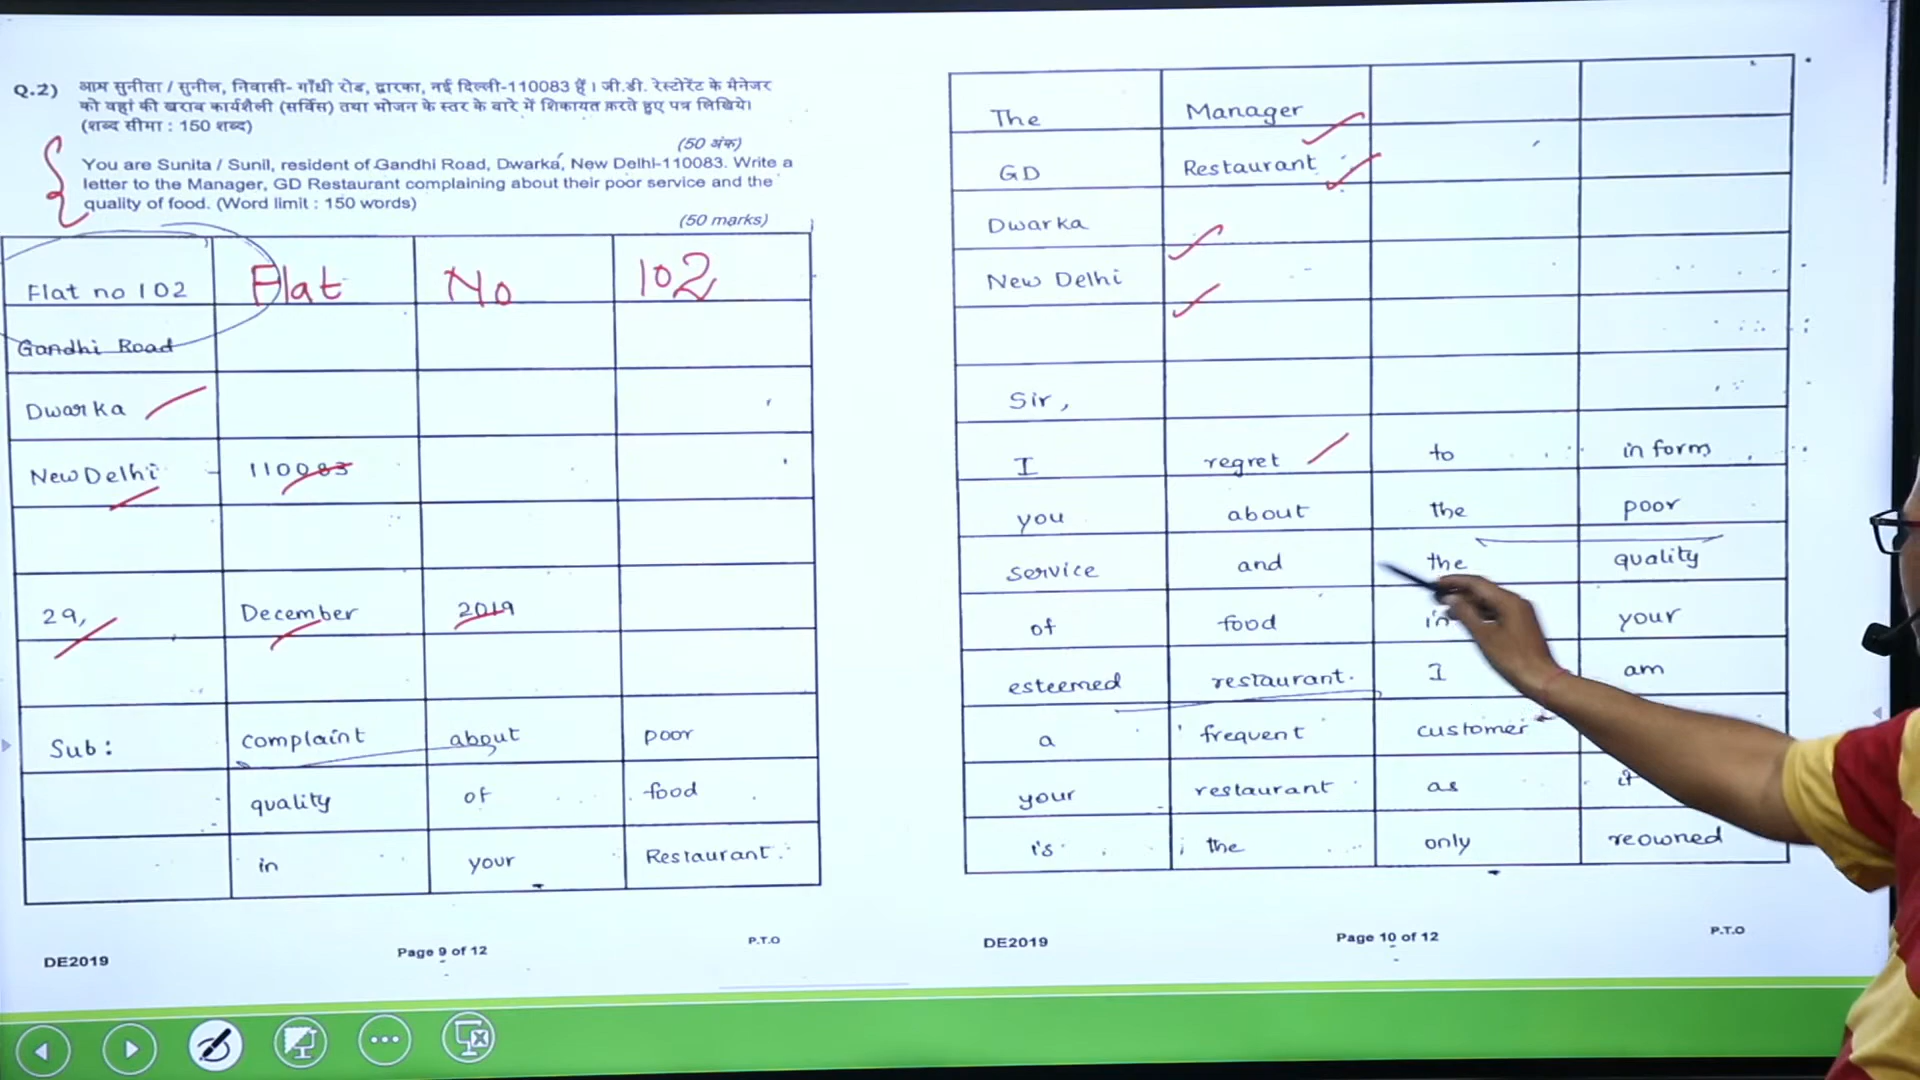 Q.2) आप सुनीता / सुनील, निवासी- गाँधी रोड, द्वारका, नई दिल्ली-110083 हैं। जी.डी. रेस्टोरेंट के मैनेजर
को वहां की खराब कार्यशैली (सर्विस) तथा भोजन के स्तर के बारे में शिकायत करते हुए पत्र लिखिये।
(शब्द सीमा : 150 शब्द)
(50 अंक)
You are Sunita / Sunil, resident of Gandhi Road, Dwarka, New Delhi-110083. Write a
letter to the Manager, GD Restaurant complaining about their poor service and the
quality of food. (Word limit : 150 words)
(50 marks)
Flat no 102 Flat No 102
Gandhi Road
Dwarka
New Delhi - 110083
29, December 2019
Sub: complaint about poor
quality of food
in your Restaurant.
DE2019 Page 9 of 12 P.T.O
The Manager
GD Restaurant
Dwarka
New Delhi
Sir,
I regret to inform
you about the poor
service and the quality
of food in your
esteemed restaurant. I am
a frequent customer
your restaurant as it
is the only reowned
DE2019 Page 10 of 12 P.T.O